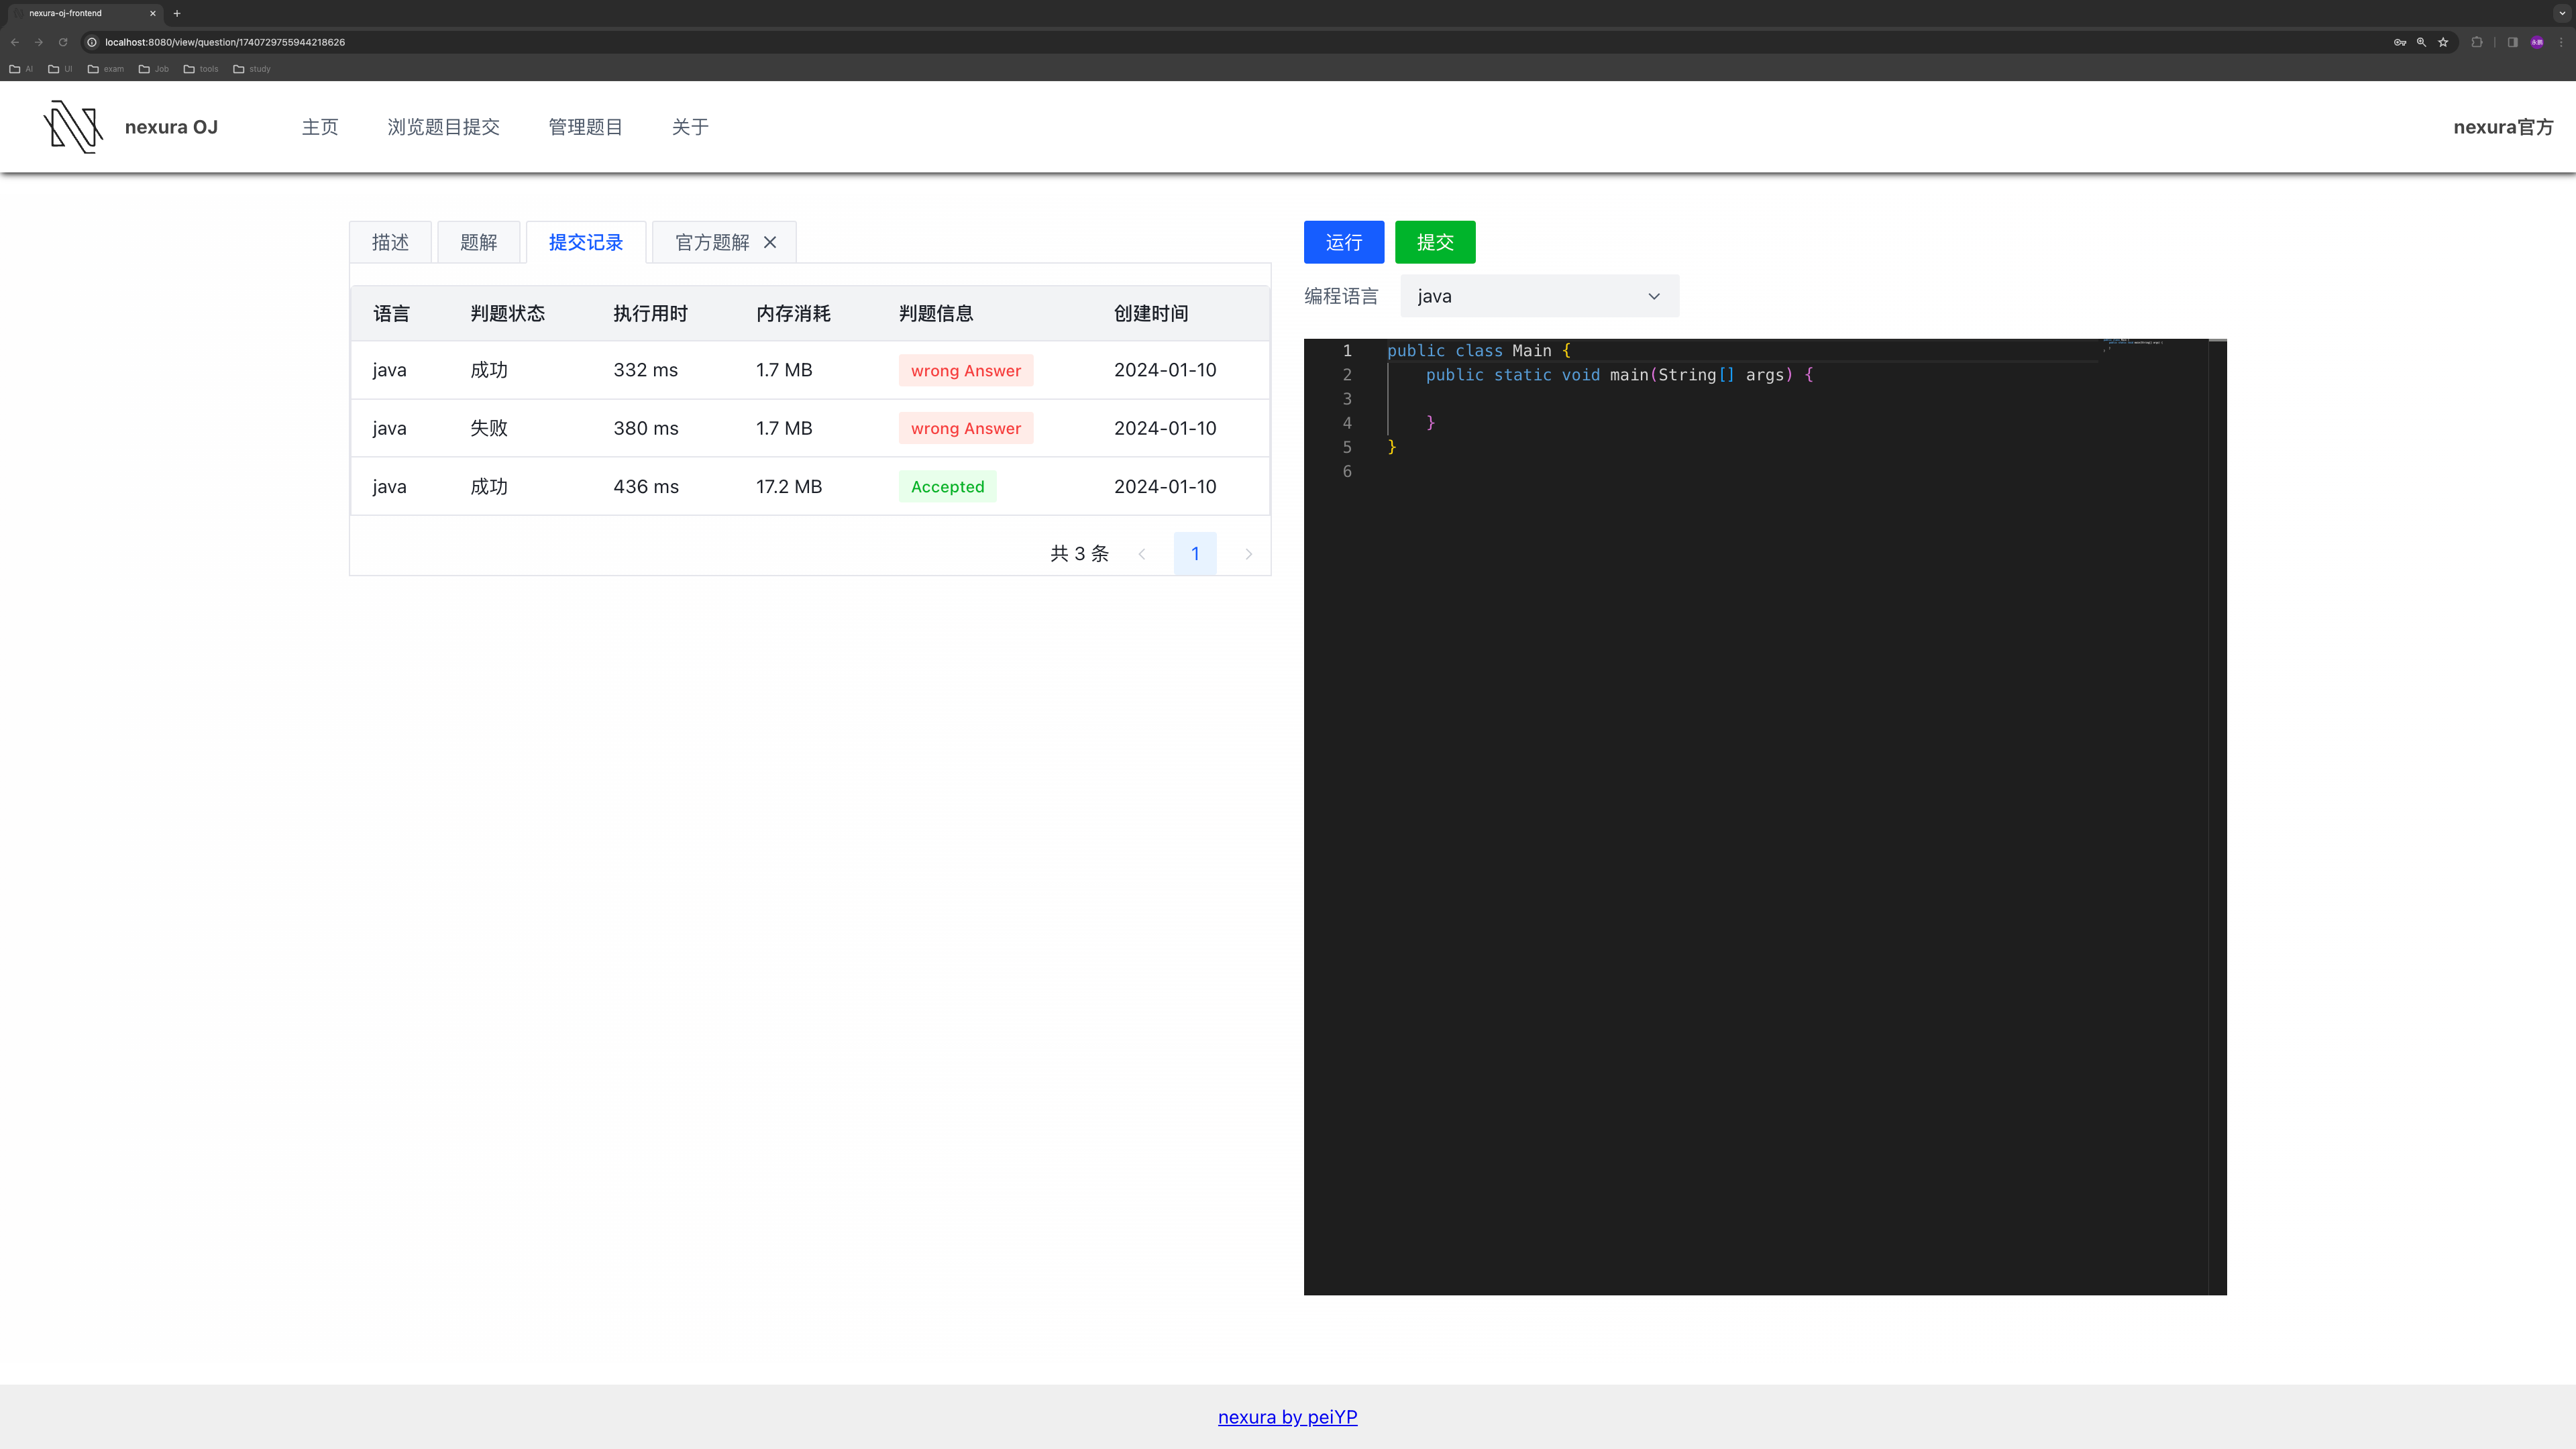 nexura-oj-frontend
localhost:8080/view/question/1740729755944218626
AI UI exam Job tools study
nexura OJ 主页 浏览题目提交 管理题目 关于 nexura官方
描述 题解 提交记录 官方题解
语言 判题状态 执行用时 内存消耗 判题信息 创建时间
java 成功 332 ms 1.7 MB wrong Answer 2024-01-10
java 失败 380 ms 1.7 MB wrong Answer 2024-01-10
java 成功 436 ms 17.2 MB Accepted 2024-01-10
共 3 条 1
运行 提交
编程语言 java
1 public class Main {
2 public static void main(String[] args) {
3
4 }
5 }
6
nexura by peiYP